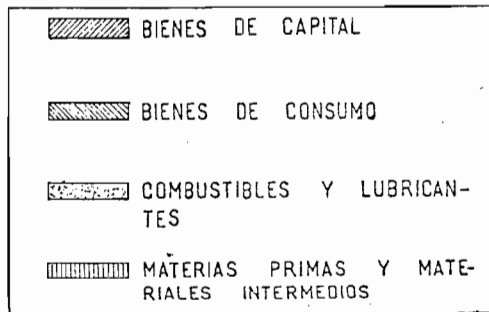 BIENES DE CAPITAL
BIENES DE CONSUMO
COMBUSTIBLES Y LUBRICAN-
TES
MATERIAS PRIMAS Y MATE-
RIALES INTERMEDIOS